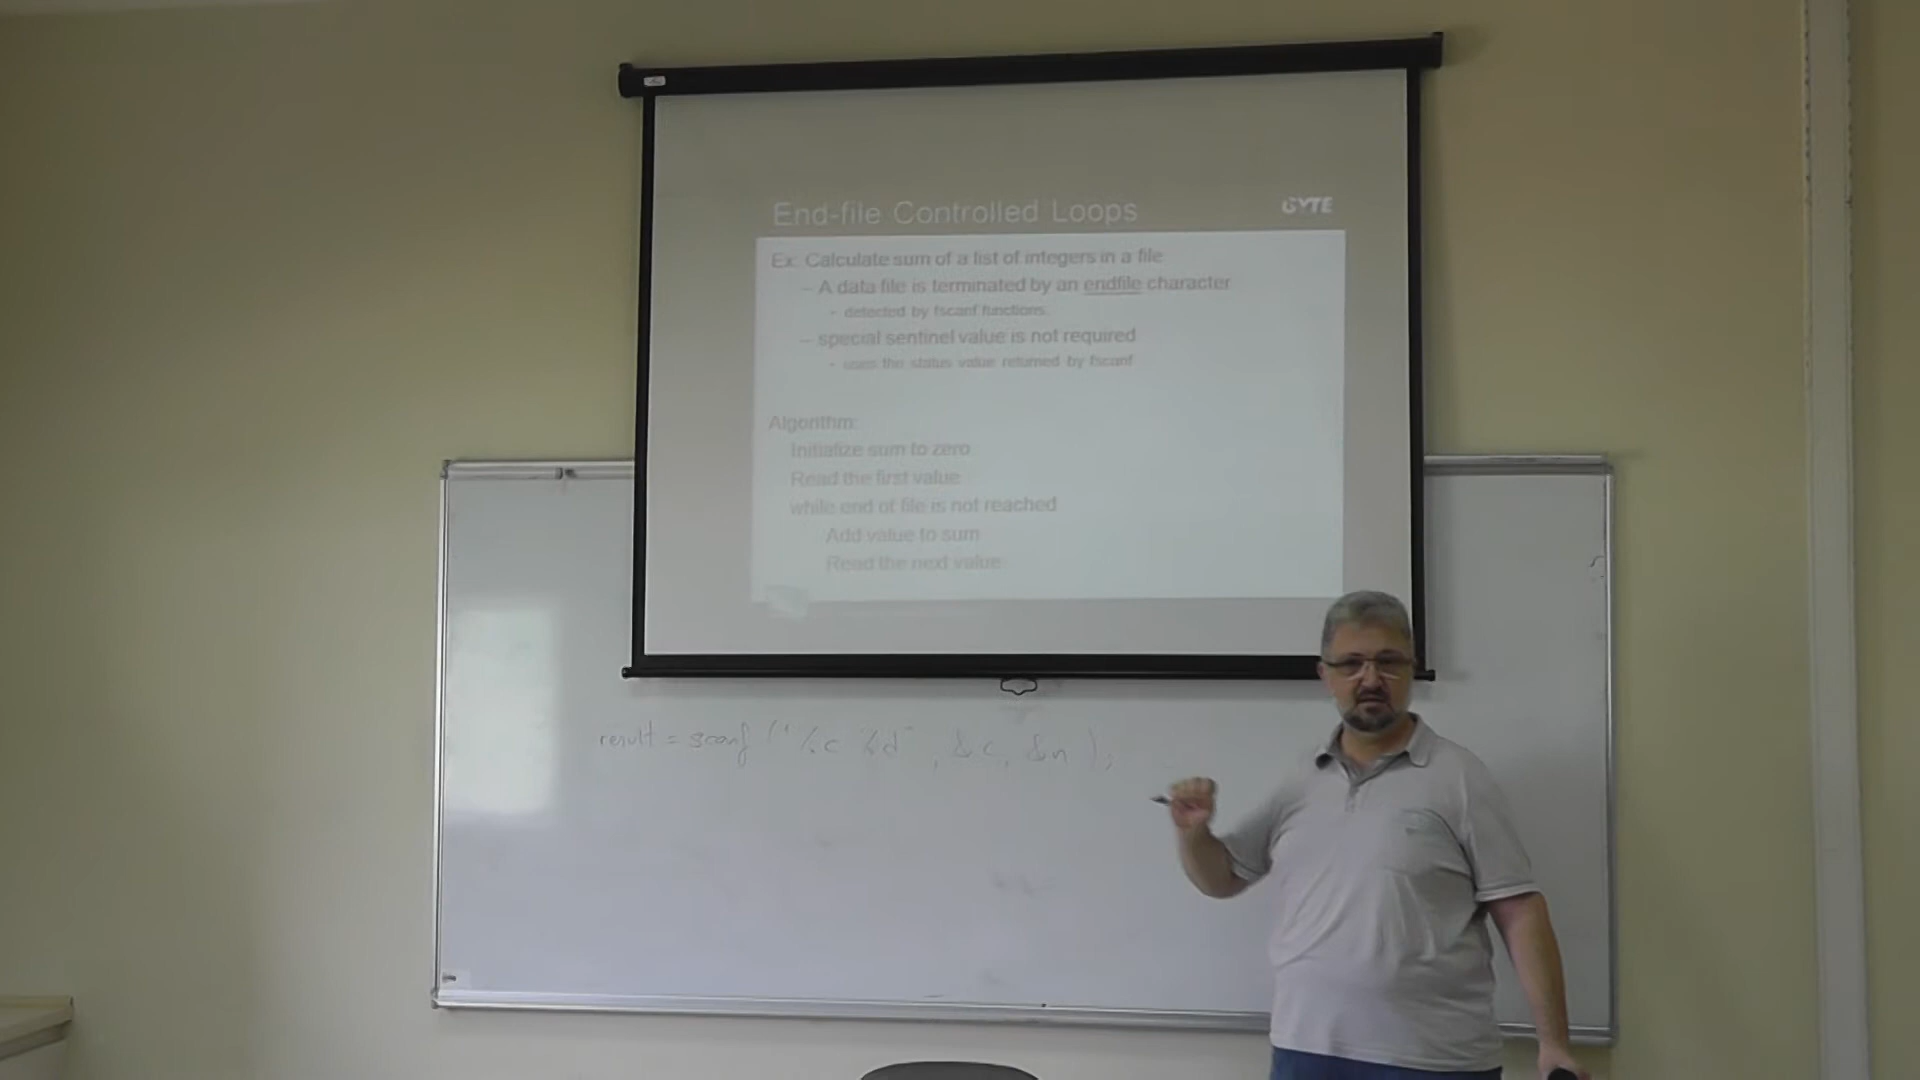 End-file Controlled Loops
GYTE
Ex: Calculate sum of a list of integers in a file
– A data file is terminated by an endfile character
• detected by fscanf functions.
– special sentinel value is not required
• uses the status value returned by fscanf
Algorithm:
Initialize sum to zero
Read the first value
while end of file is not reached
Add value to sum
Read the next value
result = scanf ("%c %d", &c, &n );